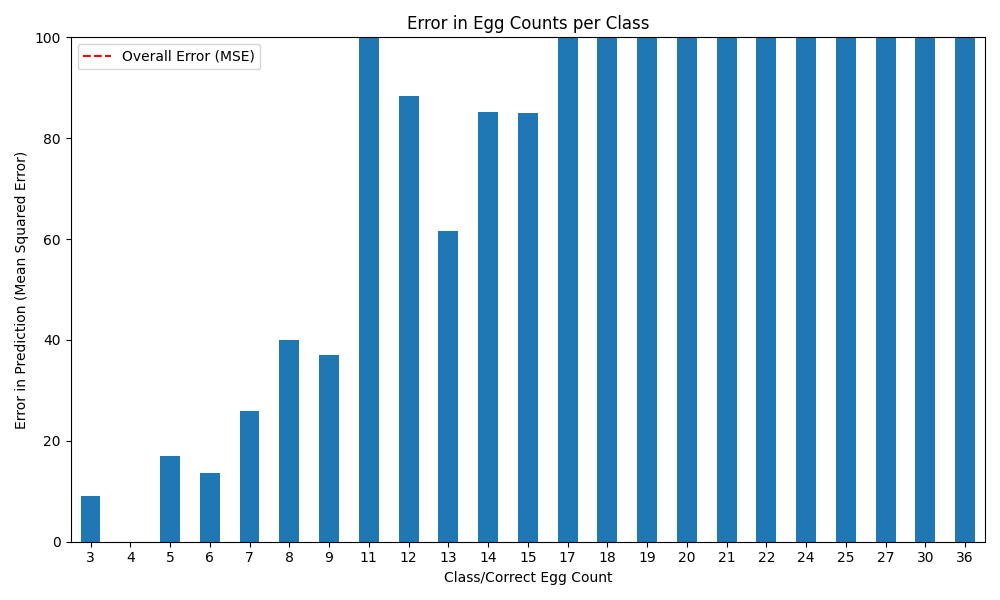 Error in Egg Counts per Class
Overall Error (MSE)
Error in Prediction (Mean Squared Error)
100
80
60
40
20
0
3 4 5 6 7 8 9 11 12 13 14 15 17 18 19 20 21 22 24 25 27 30 36
Class/Correct Egg Count